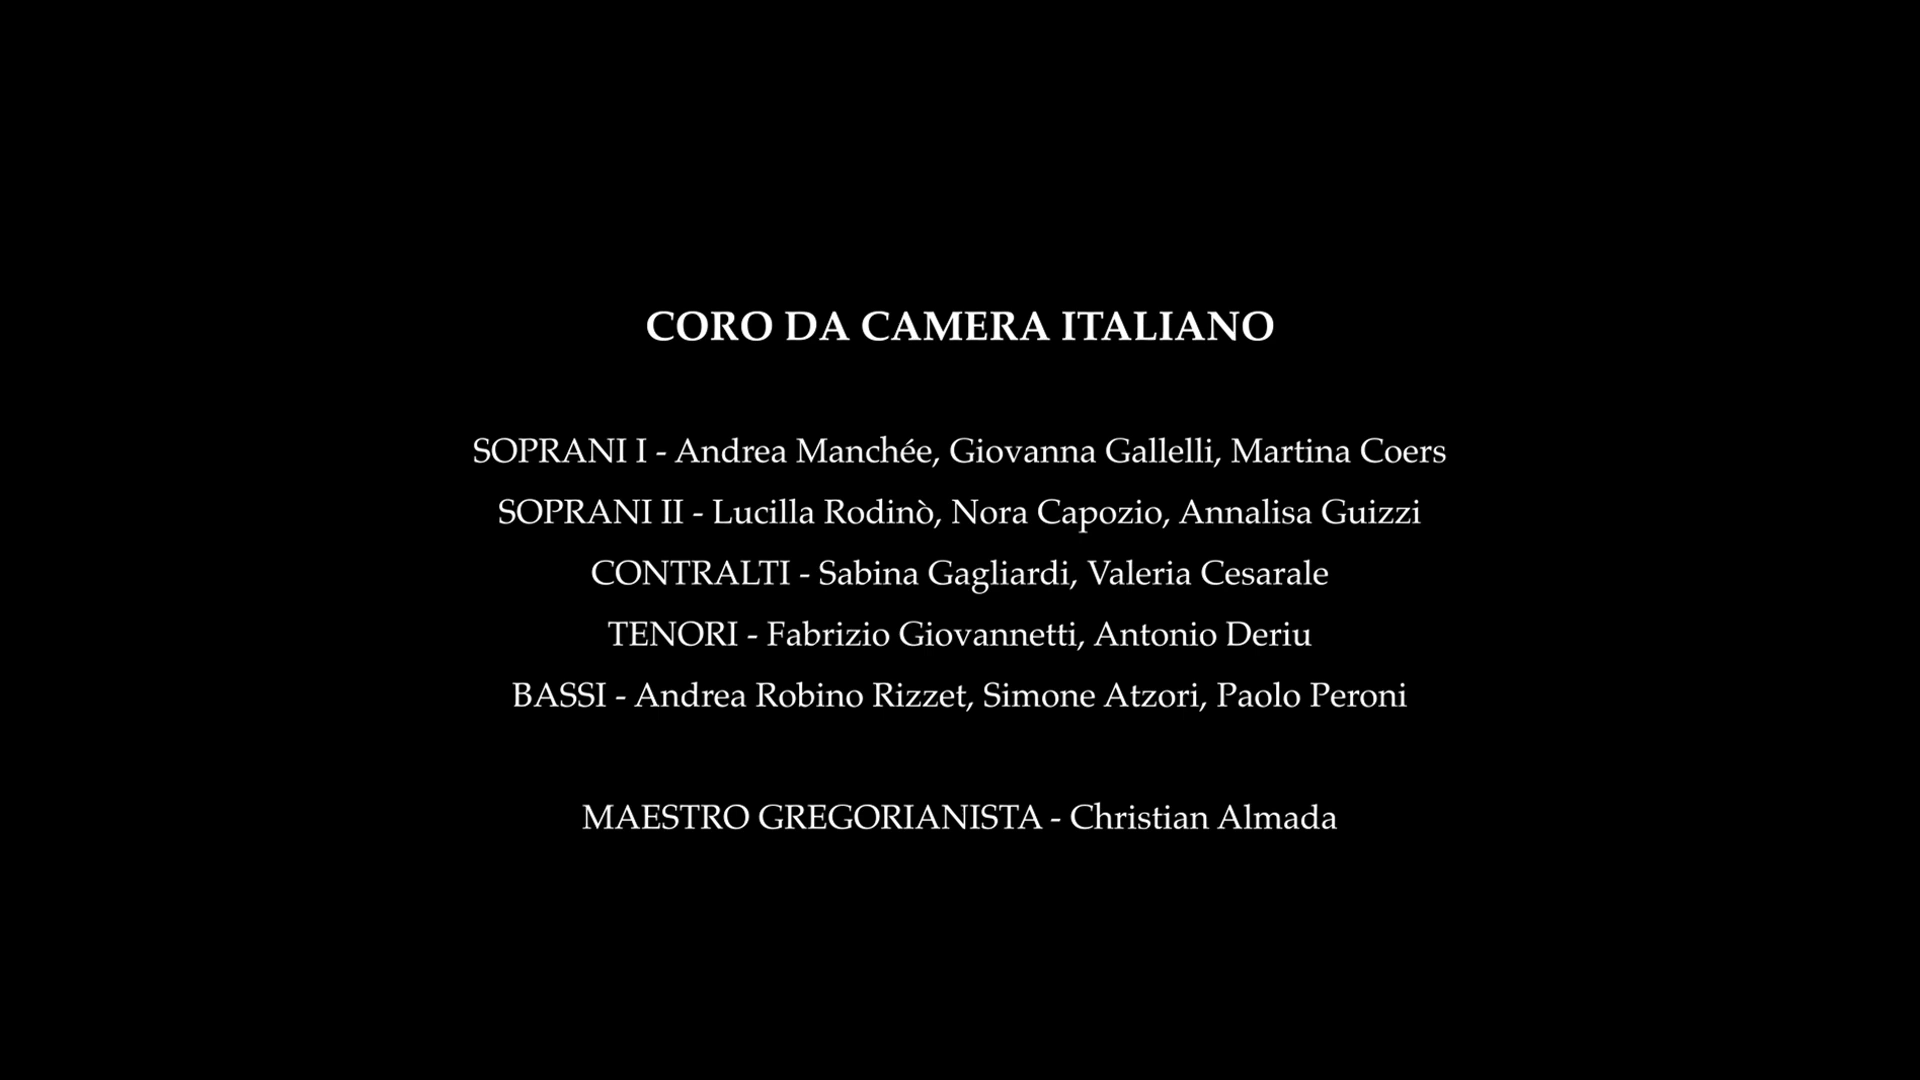 CORO DA CAMERA ITALIANO
SOPRANI I - Andrea Manchée, Giovanna Gallelli, Martina Coers
SOPRANI II - Lucilla Rodinò, Nora Capozio, Annalisa Guizzi
CONTRALTI - Sabina Gagliardi, Valeria Cesarale
TENORI - Fabrizio Giovannetti, Antonio Deriu
BASSI - Andrea Robino Rizzet, Simone Atzori, Paolo Peroni
MAESTRO GREGORIANISTA - Christian Almada